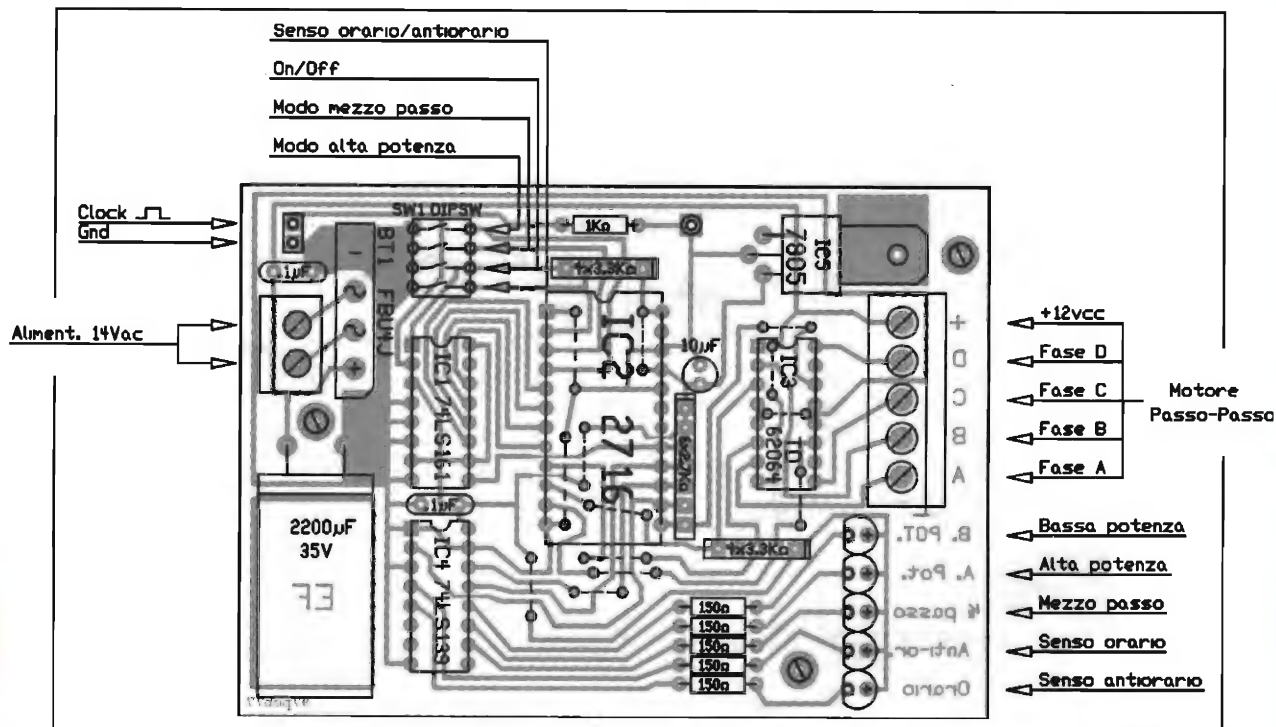 Senso orario/antiorario
On/Off
Modo mezzo passo
Modo alta potenza
Clock
Gnd
Aliment. 14Vac
SW1 DIPSW
1KΩ
BT1 FBU4J
.1µF
4x3.3KΩ
IC5
7805
IC2
2716
10µF
IC1 74LS161
IC3
TD
62064
6x2.7KΩ
+
D
C
B
A
+12vcc
Fase D
Fase C
Fase B
Fase A
Motore
Passo-Passo
2200µF
35V
EF
.1µF
IC4 74LS139
4x3.3KΩ
150Ω
150Ω
150Ω
150Ω
150Ω
B. POT.
A. Pot.
½ passo
Anti-or
Orario
Bassa potenza
Alta potenza
Mezzo passo
Senso orario
Senso antiorario